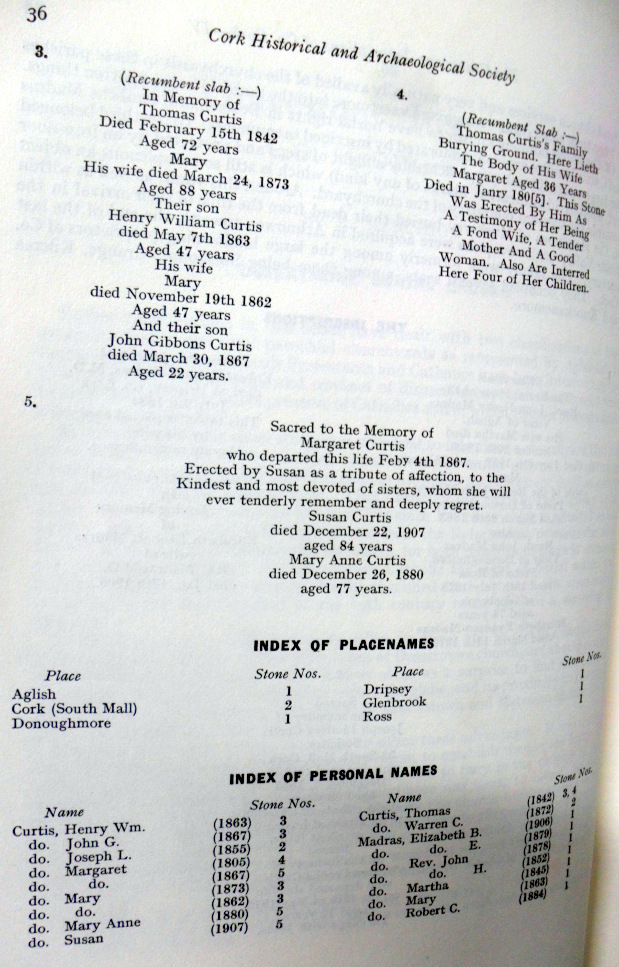 36
Cork Historical and Archaeological Society
3.
(Recumbent slab :—)
In Memory of
Thomas Curtis
Died February 15th 1842
Aged 72 years
Mary
His wife died March 24, 1873
Aged 88 years
Their son
Henry William Curtis
died May 7th 1863
Aged 47 years
His wife
Mary
died November 19th 1862
Aged 47 years
And their son
John Gibbons Curtis
died March 30, 1867
Aged 22 years.
4.
(Recumbent Slab :—)
Thomas Curtis's Family
Burying Ground. Here Lieth
The Body of His Wife
Margaret Aged 36 Years
Died in Janry 180[5]. This Stone
Was Erected By Him As
A Testimony of Her Being
A Fond Wife, A Tender
Mother And A Good
Woman. Also Are Interred
Here Four of Her Children.
5.
Sacred to the Memory of
Margaret Curtis
who departed this life Feby 4th 1867.
Erected by Susan as a tribute of affection, to the
Kindest and most devoted of sisters, whom she will
ever tenderly remember and deeply regret.
Susan Curtis
died December 22, 1907
aged 84 years
Mary Anne Curtis
died December 26, 1880
aged 77 years.
INDEX OF PLACENAMES
Place Stone Nos. Place Stone Nos.
Aglish 1 Dripsey 1
Cork (South Mall) 2 Glenbrook 1
Donoughmore 1 Ross 1
INDEX OF PERSONAL NAMES
Name Stone Nos. Name Stone Nos.
Curtis, Henry Wm. (1863) 3 Curtis, Thomas (1842) 3, 4
do. John G. (1867) 3 do. Warren C. (1872) 2
do. Joseph L. (1855) 2 Madras, Elizabeth B. (1906) 1
do. Margaret (1805) 4 do. do. E. (1879) 1
do. do. (1867) 5 do. Rev. John (1878) 1
do. Mary (1873) 3 do. do. H. (1852) 1
do. do. (1862) 3 do. Martha (1845) 1
do. Mary Anne (1880) 5 do. Mary (1863) 1
do. Susan (1907) 5 do. Robert C. (1884) 1